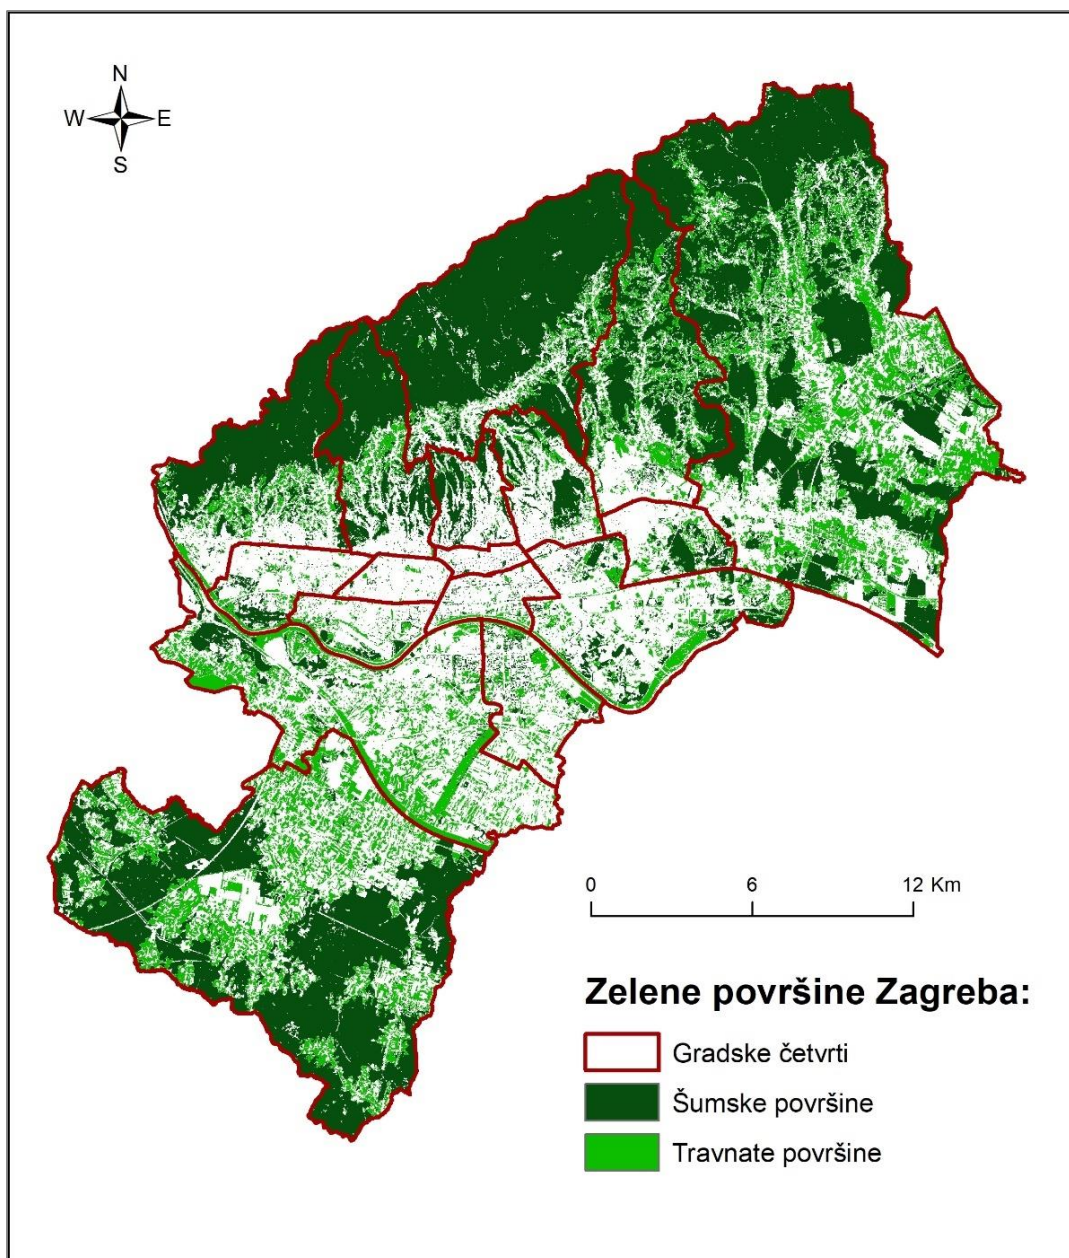 N
W E
S
0 6 12 Km
Zelene površine Zagreba:
Gradske četvrti
Šumske površine
Travnate površine